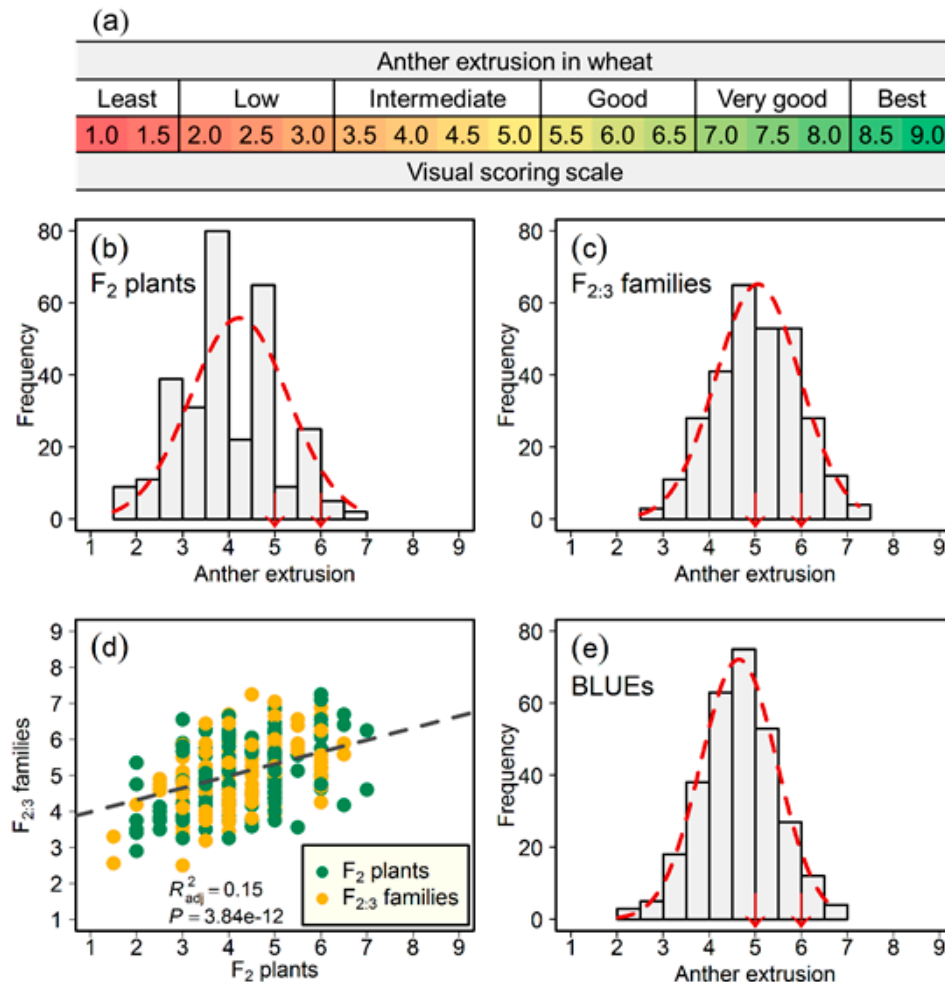 (a)
Anther extrusion in wheat
Least Low Intermediate Good Very good Best
1.0 1.5 2.0 2.5 3.0 3.5 4.0 4.5 5.0 5.5 6.0 6.5 7.0 7.5 8.0 8.5 9.0
Visual scoring scale
(b)
F₂ plants
Frequency
80
60
40
20
0
1 2 3 4 5 6 7 8 9
Anther extrusion
(c)
F₂:₃ families
Frequency
80
60
40
20
0
1 2 3 4 5 6 7 8 9
Anther extrusion
(d)
F₂:₃ families
9
8
7
6
5
4
3
2
1
R²adj = 0.15
P = 3.84e-12
F₂ plants
F₂:₃ families
1 2 3 4 5 6 7 8 9
F₂ plants
(e)
BLUEs
Frequency
80
60
40
20
0
1 2 3 4 5 6 7 8 9
Anther extrusion